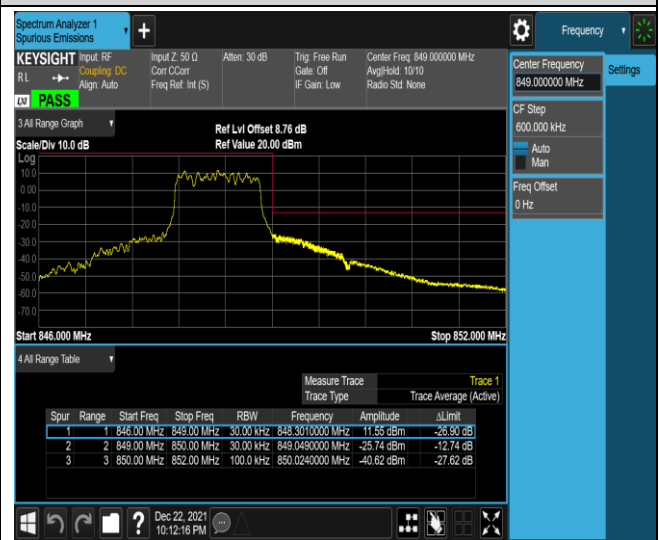 Spectrum Analyzer 1
Spurious Emissions
+
Frequency
KEYSIGHT Input: RF Input Z: 50 Ω Atten: 30 dB Trig: Free Run Center Freq: 849.000000 MHz
RL Coupling: DC Corr CCorr Gate: Off Avg|Hold: 10/10
Align: Auto Freq Ref: Int (S) IF Gain: Low Radio Std: None
LXI PASS
Center Frequency
849.000000 MHz
Settings
CF Step
600.000 kHz
Auto
Man
Freq Offset
0 Hz
3 All Range Graph
Ref Lvl Offset 8.76 dB
Scale/Div 10.0 dB Ref Value 20.00 dBm
Log
10.0
0.00
-10.0
-20.0
-30.0
-40.0
-50.0
-60.0
-70.0
Start 846.000 MHz Stop 852.000 MHz
4 All Range Table
Measure Trace Trace 1
Trace Type Trace Average (Active)
Spur Range Start Freq Stop Freq RBW Frequency Amplitude ΔLimit
1 1 846.00 MHz 849.00 MHz 30.00 kHz 848.3010000 MHz 11.55 dBm -26.90 dB
2 2 849.00 MHz 850.00 MHz 30.00 kHz 849.0490000 MHz -25.74 dBm -12.74 dB
3 3 850.00 MHz 852.00 MHz 100.0 kHz 850.0240000 MHz -40.62 dBm -27.62 dB
? Dec 22, 2021
10:12:16 PM